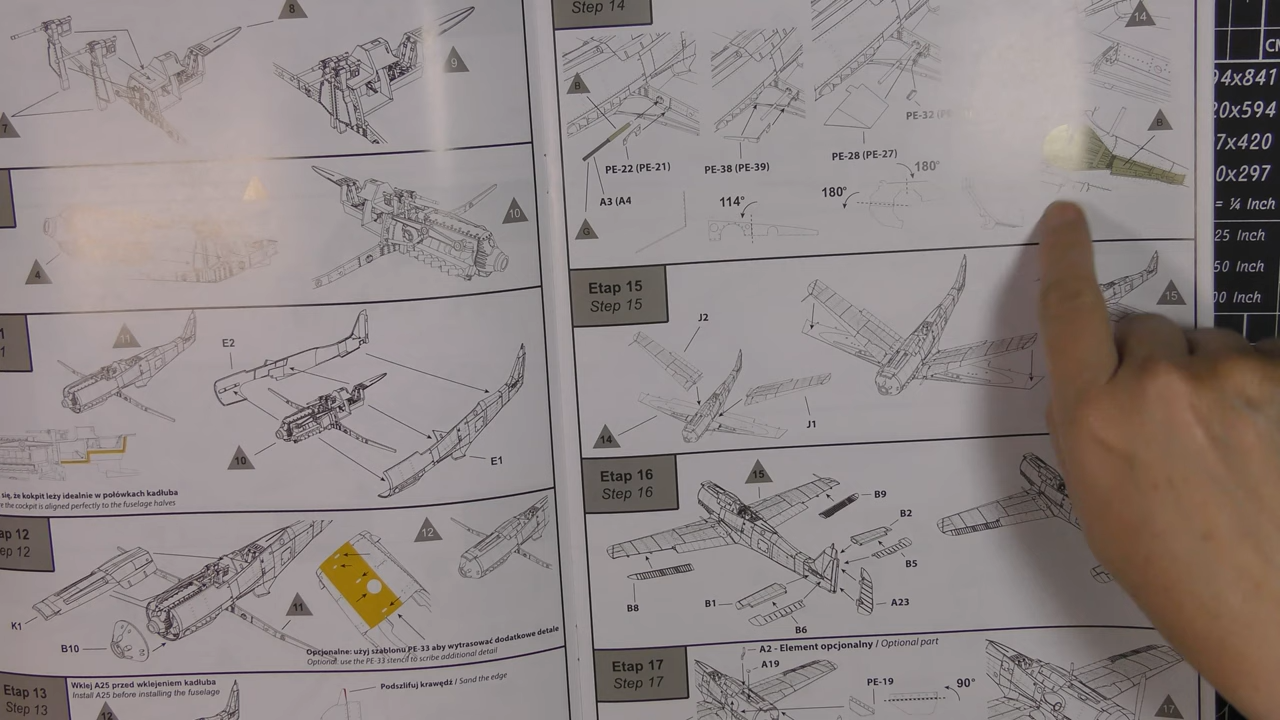 8
9
7
4
10
11
E2
10
E1
się, że kokpit leży idealnie w połówkach kadłuba
the cockpit is aligned perfectly to the fuselage halves
12
K1
B10
11
12
Opcjonalne: użyj szablonu PE-33 aby wytrasować dodatkowe detale
Optional: use the PE-33 stencil to scribe additional detail
Etap 13
Step 13
Wklej A25 przed wklejeniem kadłuba
Install A25 before installing the fuselage
12
Podszlifuj krawędź / Sand the edge
Step 14
14
B
B
PE-32
PE-22 (PE-21)
PE-38 (PE-39)
PE-28 (PE-27)
A3 (A4
G
114°
180°
180°
Etap 15
Step 15
J2
J1
14
15
Etap 16
Step 16
15
B9
B2
B5
B8
B1
B6
A23
Etap 17
Step 17
A2 - Element opcjonalny / Optional part
A19
PE-19
90°
17
94x841
20x594
7x420
0x297
= ¼ Inch
25 Inch
50 Inch
00 Inch